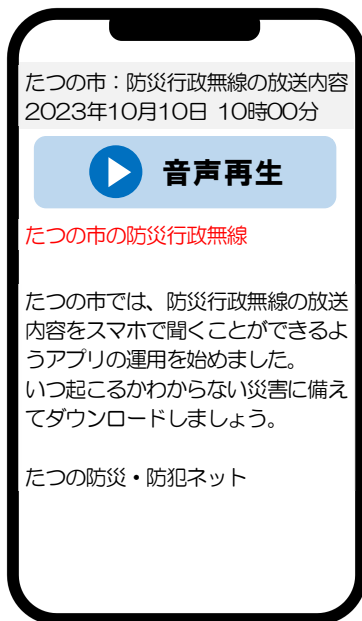 たつの市：防災行政無線の放送内容
2023年10月10日 10時00分
音声再生
たつの市の防災行政無線
たつの市では、防災行政無線の放送
内容をスマホで聞くことができるよ
うアプリの運用を始めました。
いつ起こるかわからない災害に備え
てダウンロードしましょう。
たつの防災・防犯ネット